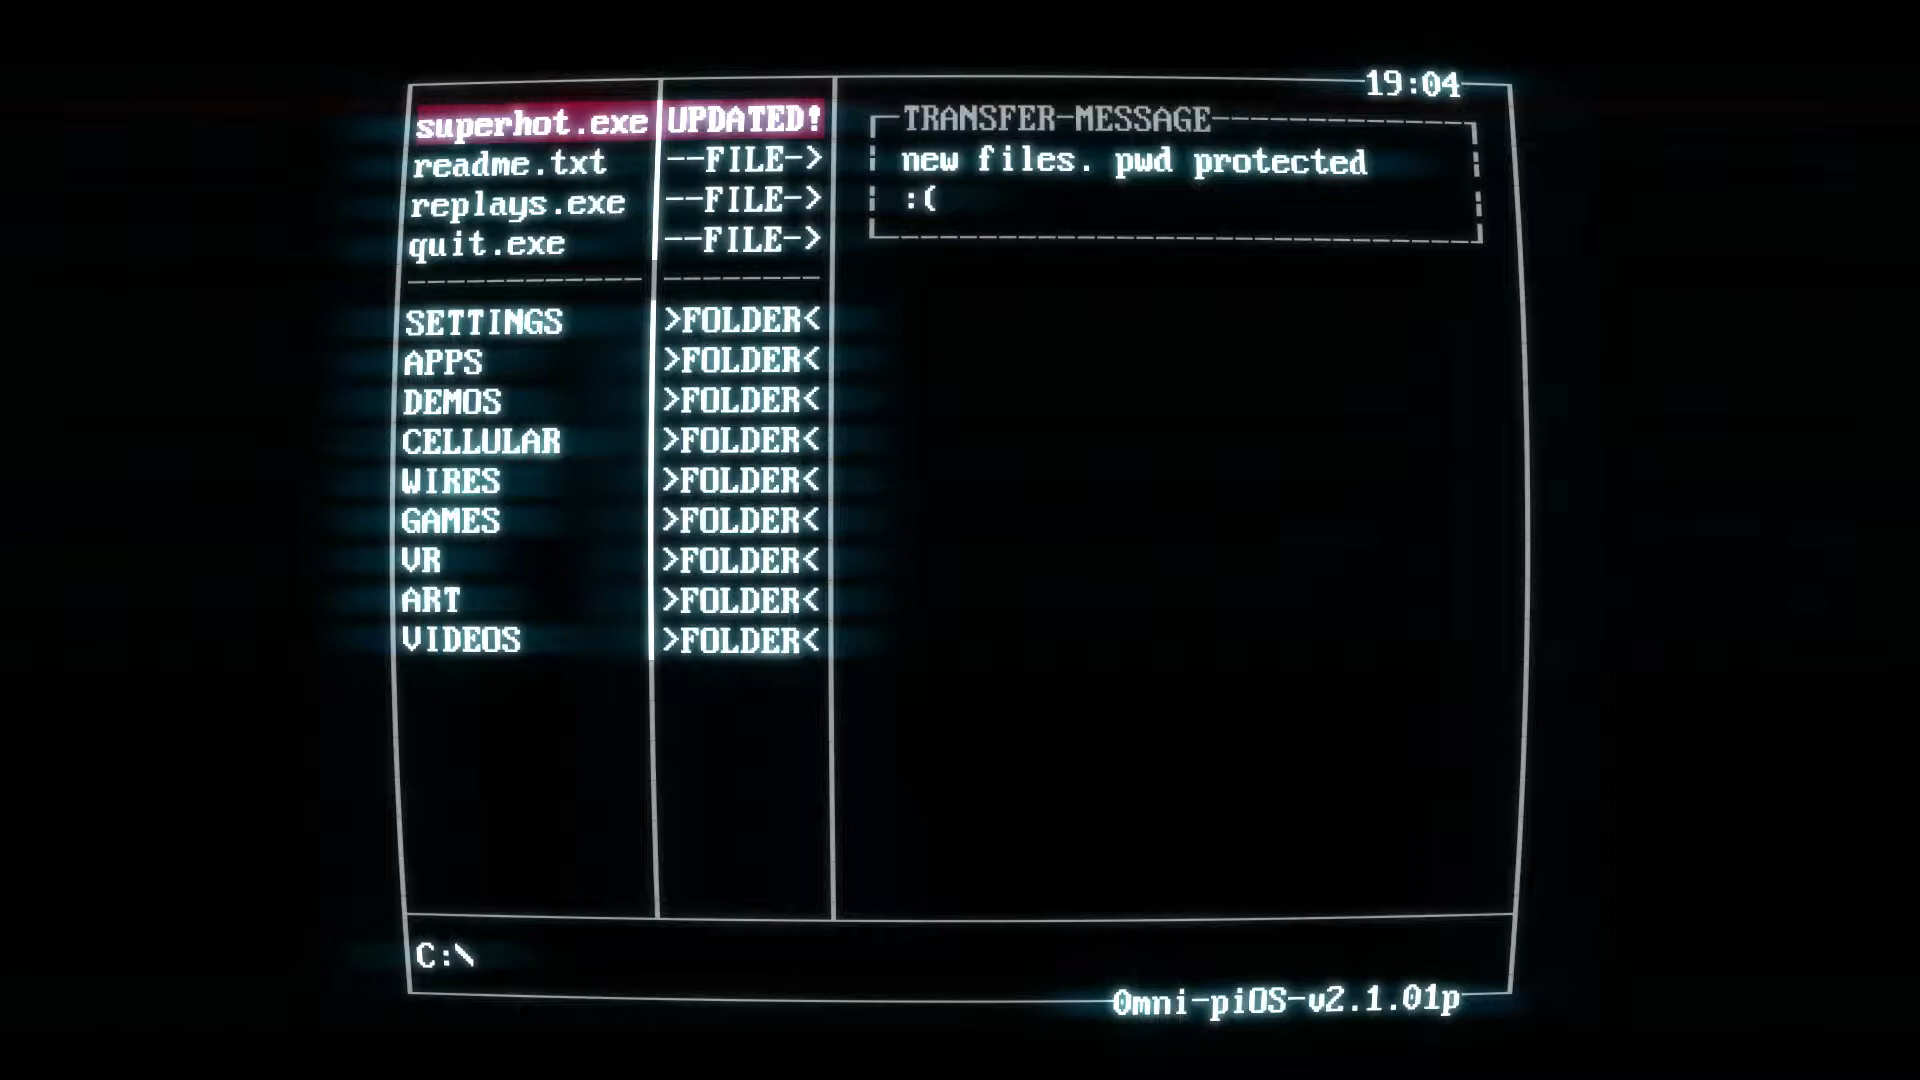 19:04
superhot.exe UPDATED!
readme.txt --FILE->
replays.exe --FILE->
quit.exe --FILE->
SETTINGS >FOLDER<
APPS >FOLDER<
DEMOS >FOLDER<
CELLULAR >FOLDER<
WIRES >FOLDER<
GAMES >FOLDER<
VR >FOLDER<
ART >FOLDER<
VIDEOS >FOLDER<
TRANSFER-MESSAGE
new files. pwd protected
:(
C:\
Omni-piOS-v2.1.01p